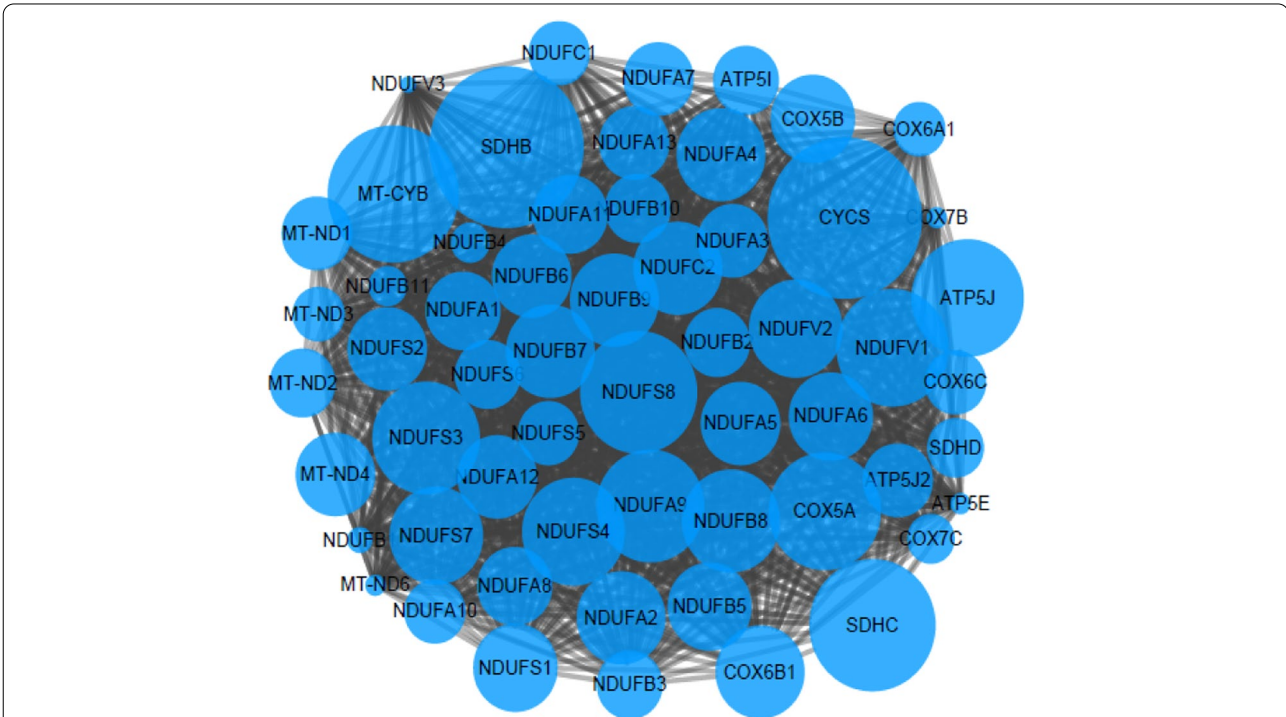 NDUFC1
NDUFA7
ATP5I
NDUFV3
COX5B
COX6A1
SDHB
NDUFA13
NDUFA4
MT-CYB
NDUFA11
NDUFB10
CYCS
COX7B
MT-ND1
NDUFB4
NDUFA3
NDUFC2
NDUFB6
NDUFB11
NDUFB9
ATP5J
MT-ND3
NDUFA1
NDUFV2
NDUFS2
NDUFB7
NDUFB2
NDUFV1
MT-ND2
NDUFS6
NDUFS8
COX6C
NDUFS3
NDUFS5
NDUFA5
NDUFA6
SDHD
MT-ND4
NDUFA12
ATP5J2
NDUFA9
ATP5E
NDUFB
NDUFS7
NDUFS4
NDUFB8
COX5A
COX7C
MT-ND6
NDUFA8
NDUFA10
NDUFA2
NDUFB5
SDHC
NDUFS1
NDUFB3
COX6B1